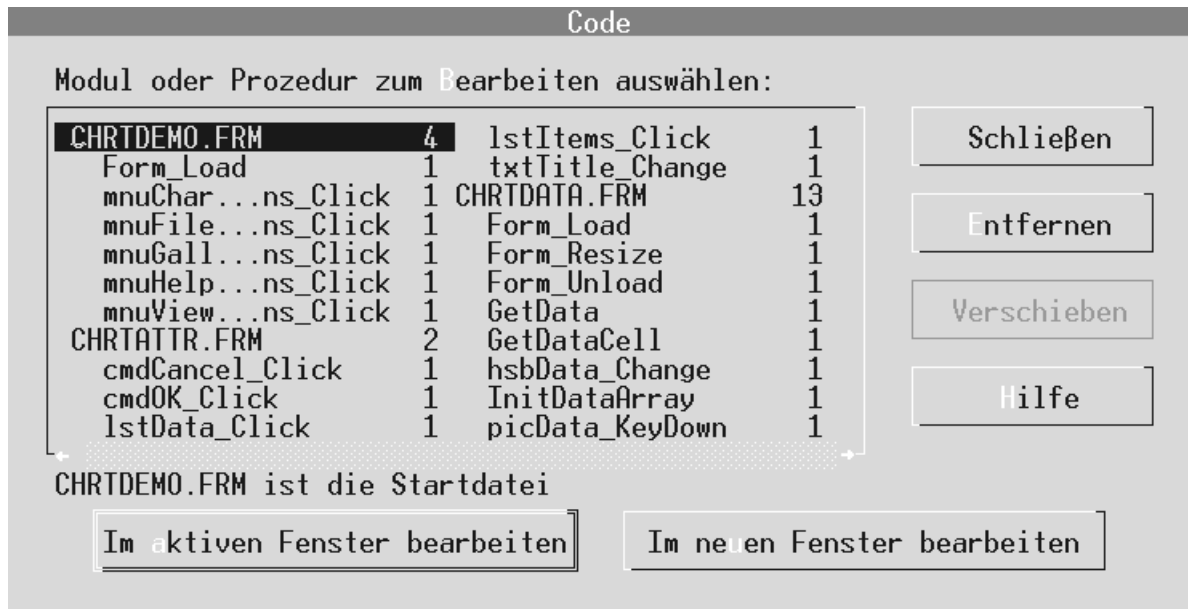 Code
Modul oder Prozedur zum Bearbeiten auswählen:
CHRTDEMO.FRM 4
Form_Load 1
mnuChar...ns_Click 1
mnuFile...ns_Click 1
mnuGall...ns_Click 1
mnuHelp...ns_Click 1
mnuView...ns_Click 1
CHRTATTR.FRM 2
cmdCancel_Click 1
cmdOK_Click 1
lstData_Click 1
lstItems_Click 1
txtTitle_Change 1
CHRTDATA.FRM 13
Form_Load 1
Form_Resize 1
Form_Unload 1
GetData 1
GetDataCell 1
hsbData_Change 1
InitDataArray 1
picData_KeyDown 1
Schließen
Entfernen
Verschieben
Hilfe
CHRTDEMO.FRM ist die Startdatei
Im aktiven Fenster bearbeiten
Im neuen Fenster bearbeiten